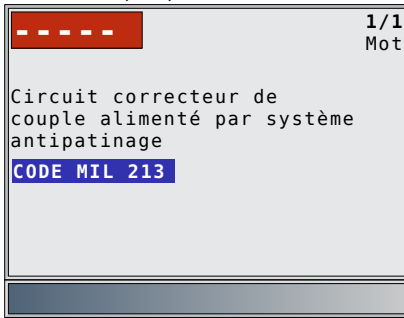 - - - - -
1/1
Mot
Circuit correcteur de
couple alimenté par système
antipatinage
CODE MIL 213